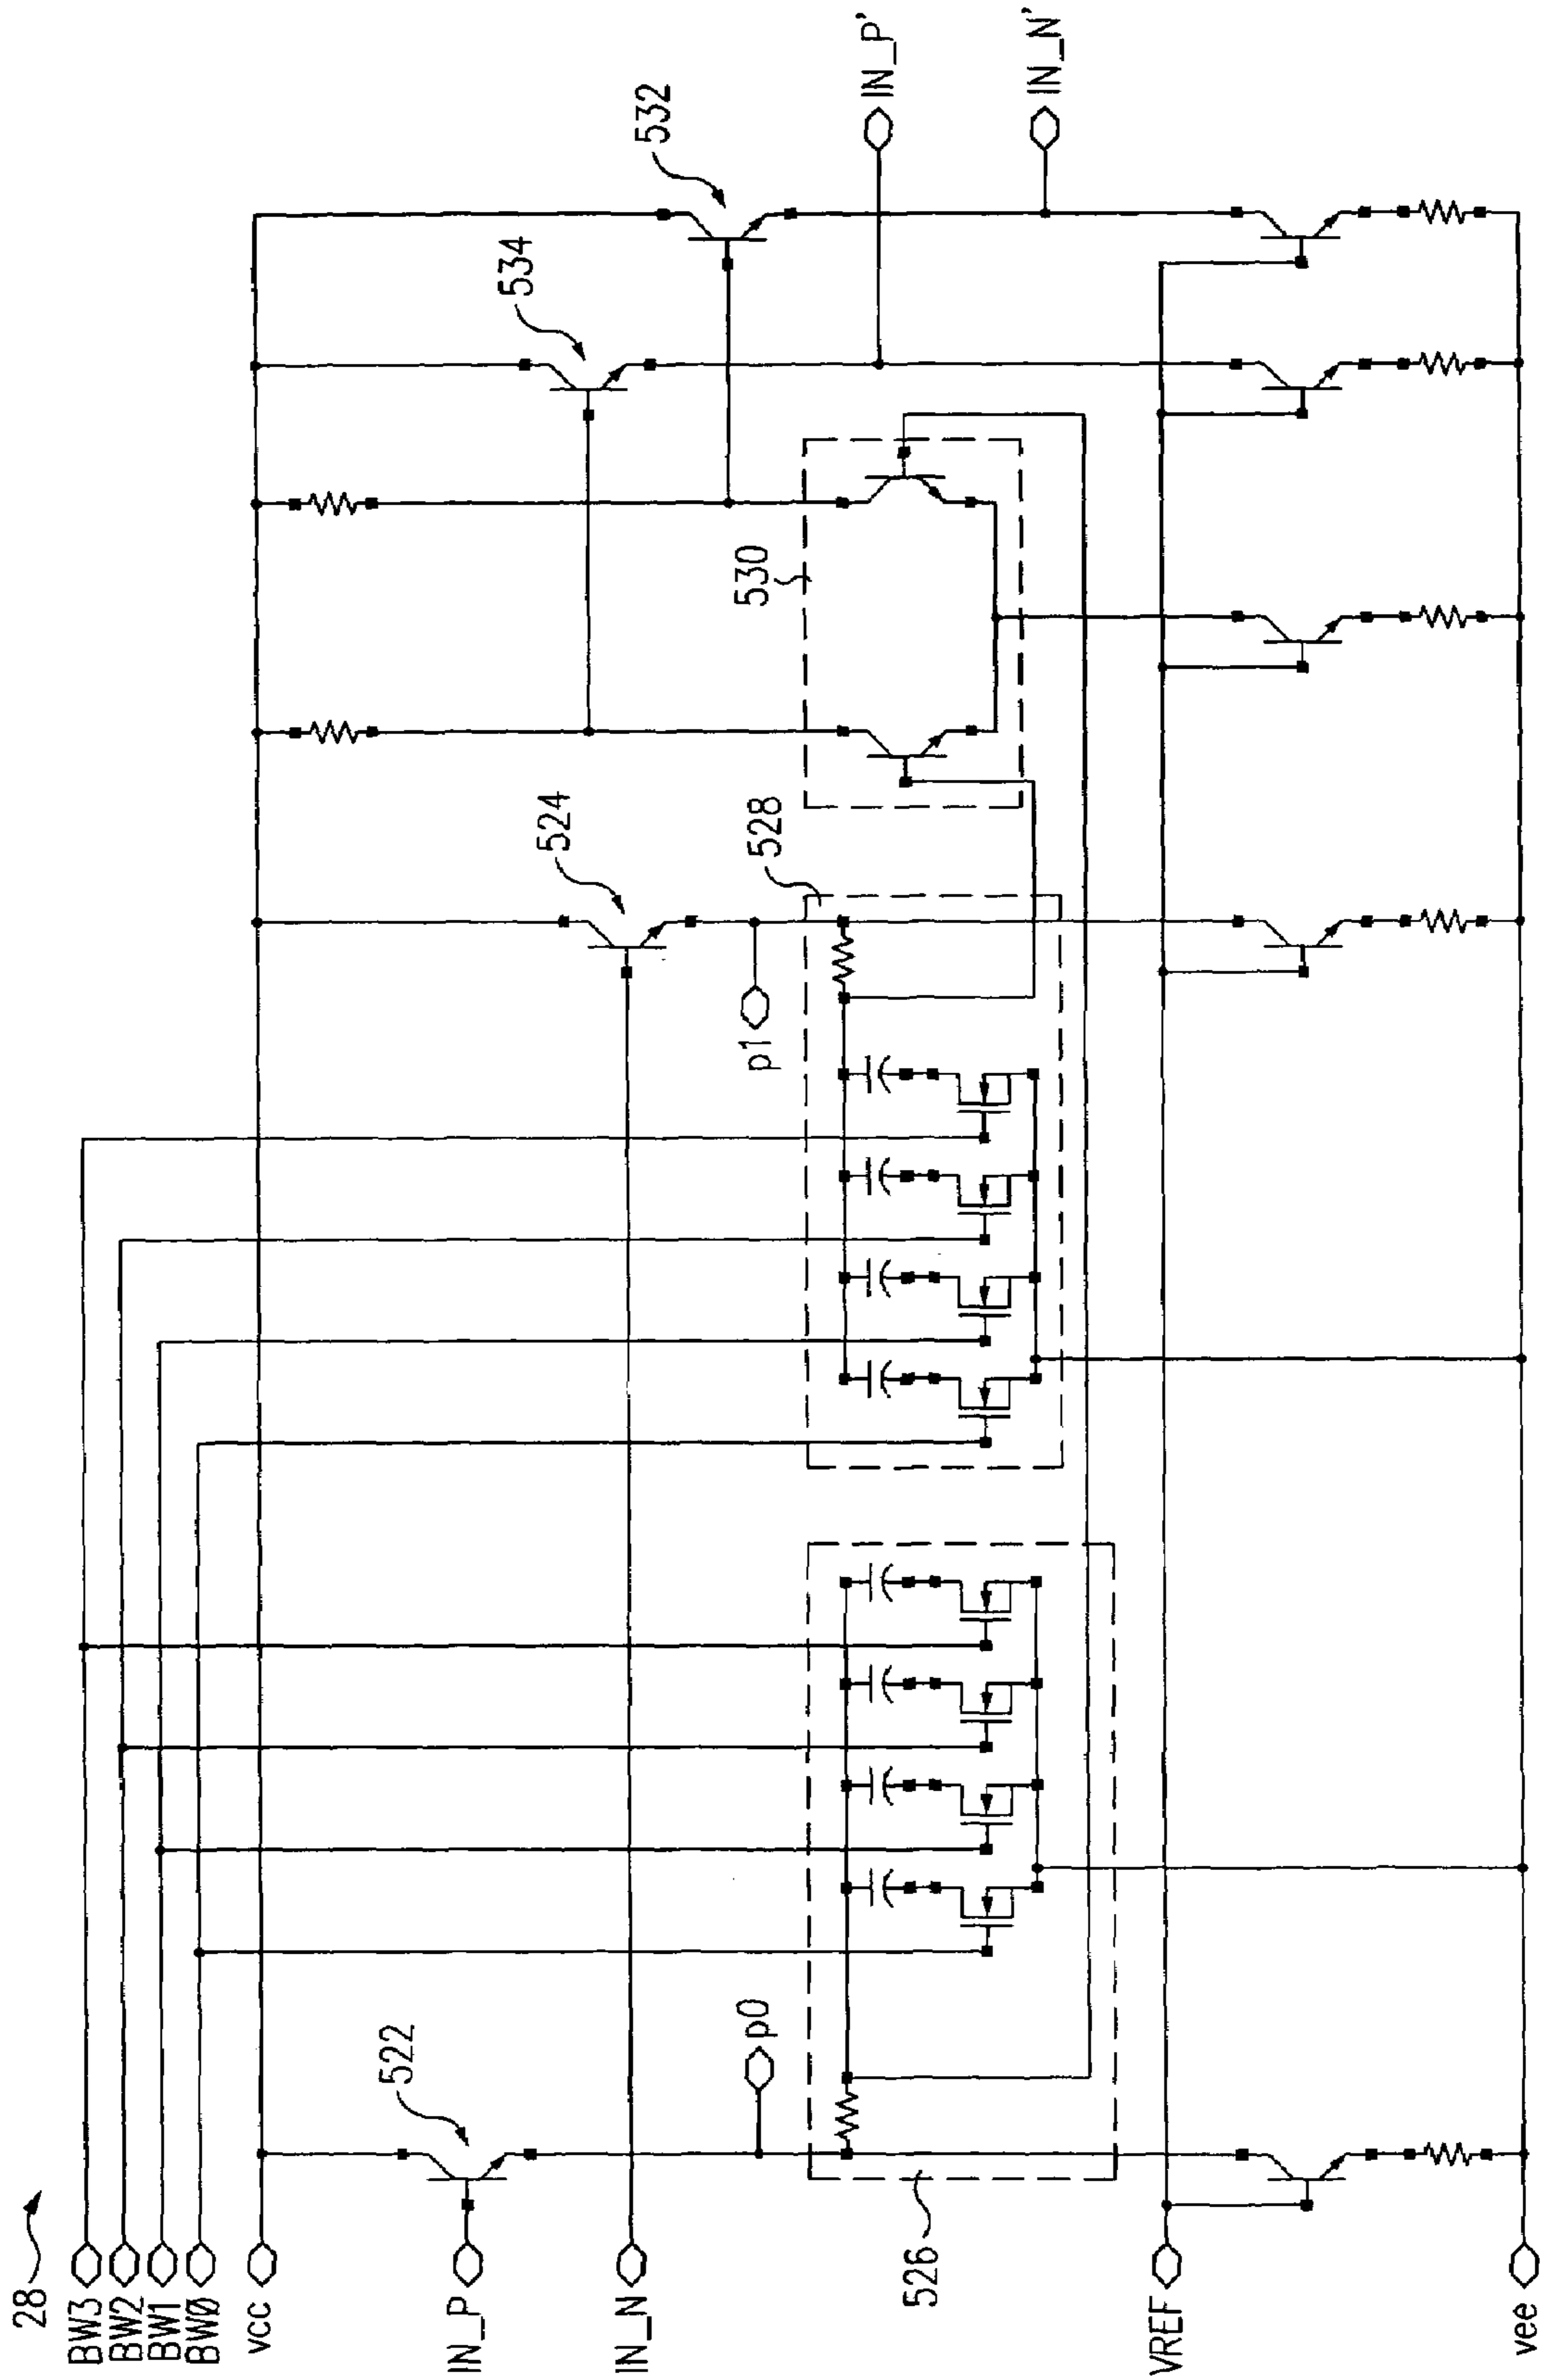 28
BW3
BW2
BW1
BWØ
vcc
IN_P
IN_N
VREF
vee
522
p0
526
524
p1
528
530
534
532
IN_P'
IN_N'